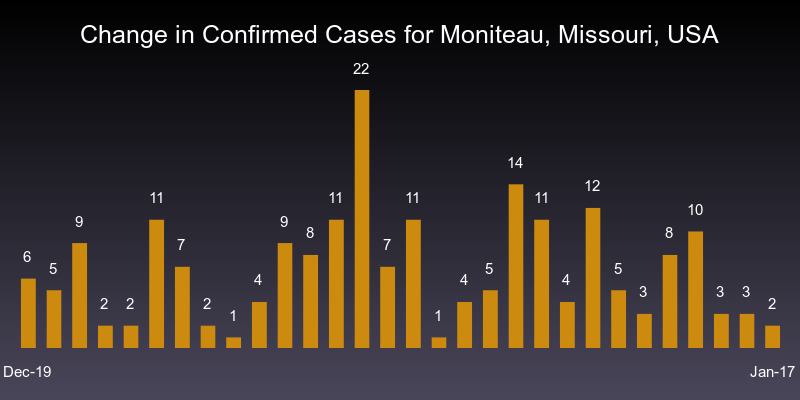 Change in Confirmed Cases for Moniteau, Missouri, USA
6 5 9 2 2 11 7 2 1 4 9 8 11 22 7 11 1 4 5 14 11 4 12 5 3 8 10 3 3 2
Dec-19 Jan-17